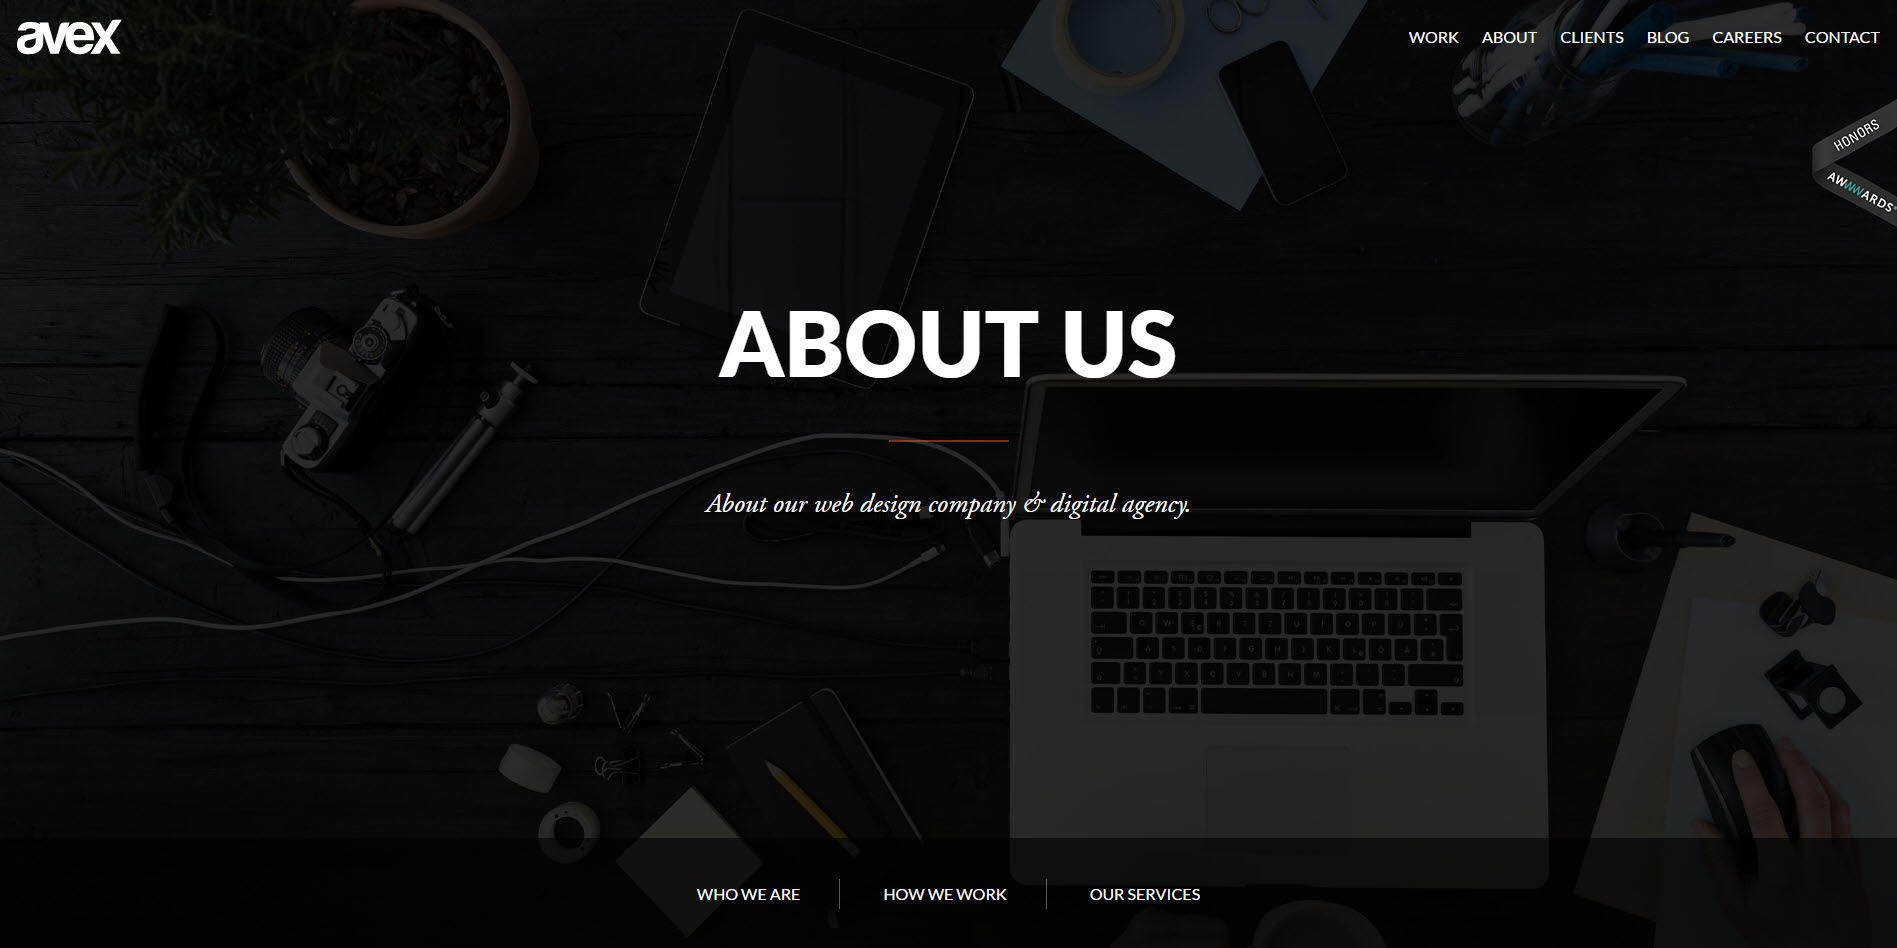 avex
WORK ABOUT CLIENTS BLOG CAREERS CONTACT
HONORS
AWWWARDS
ABOUT US
About our web design company & digital agency.
WHO WE ARE HOW WE WORK OUR SERVICES